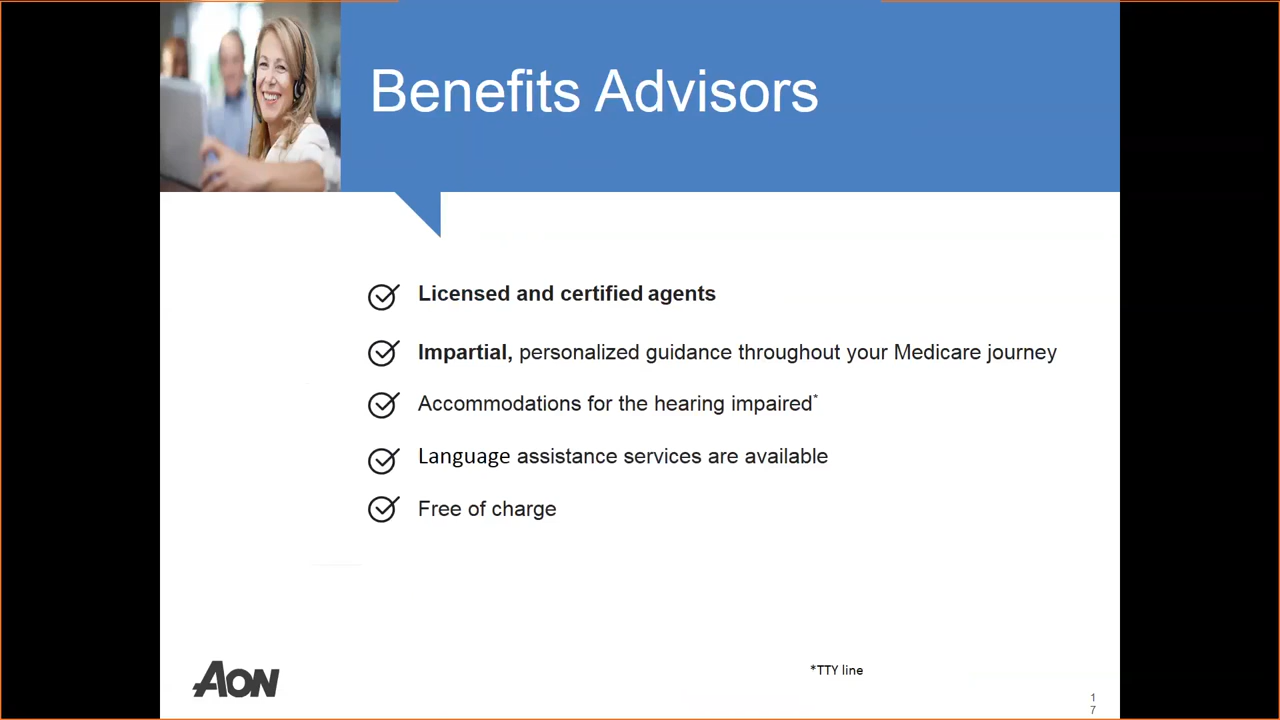 Benefits Advisors
Licensed and certified agents
Impartial, personalized guidance throughout your Medicare journey
Accommodations for the hearing impaired*
Language assistance services are available
Free of charge
AON
*TTY line
1
7